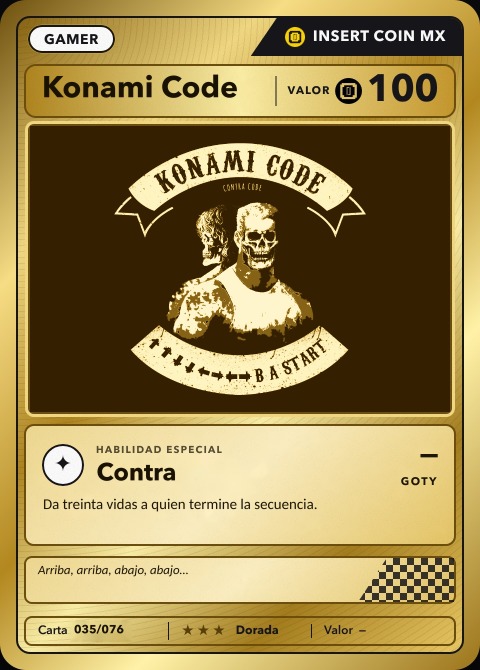 GAMER
INSERT COIN MX
Konami Code
VALOR 100
KONAMI CODE
CONTRA CODE
↑↑↓↓←→←→ B A START
HABILIDAD ESPECIAL
Contra
—
GOTY
Da treinta vidas a quien termine la secuencia.
Arriba, arriba, abajo, abajo...
Carta 035/076 ★ ★ ★ Dorada Valor —